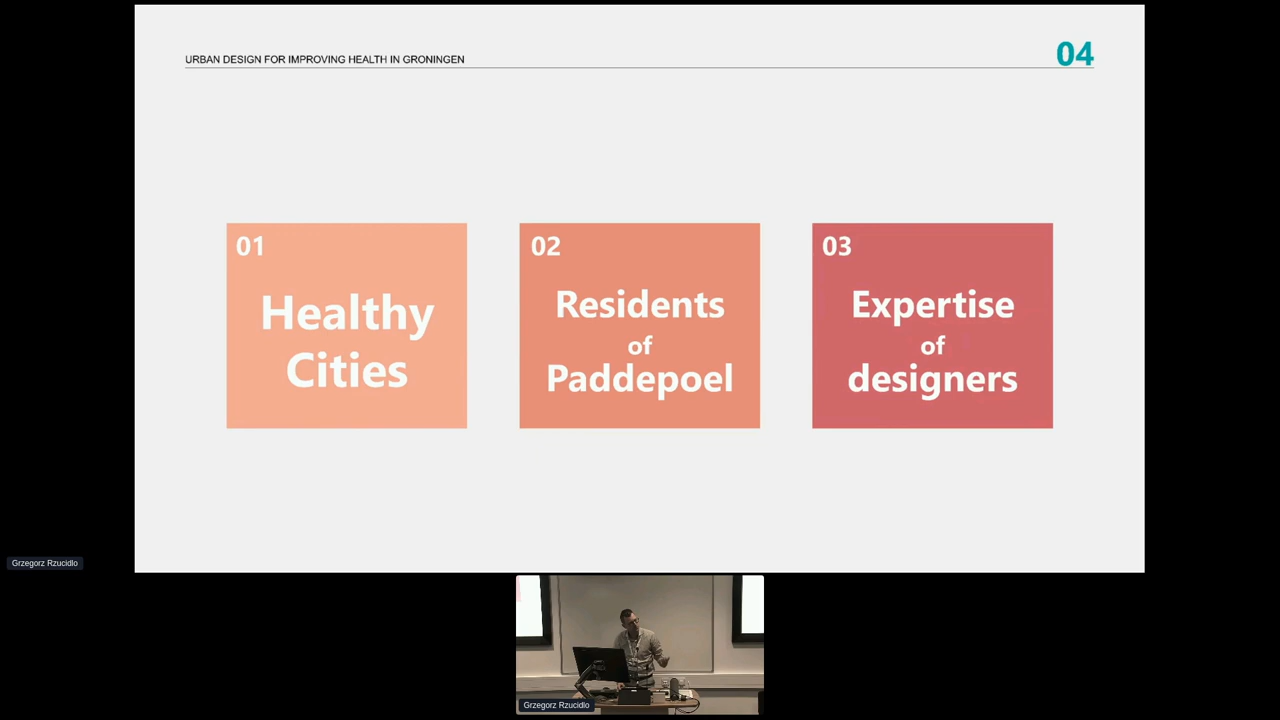 URBAN DESIGN FOR IMPROVING HEALTH IN GRONINGEN
04
01
Healthy
Cities
02
Residents
of
Paddepoel
03
Expertise
of
designers
Grzegorz Rzucidlo
Grzegorz Rzucidlo